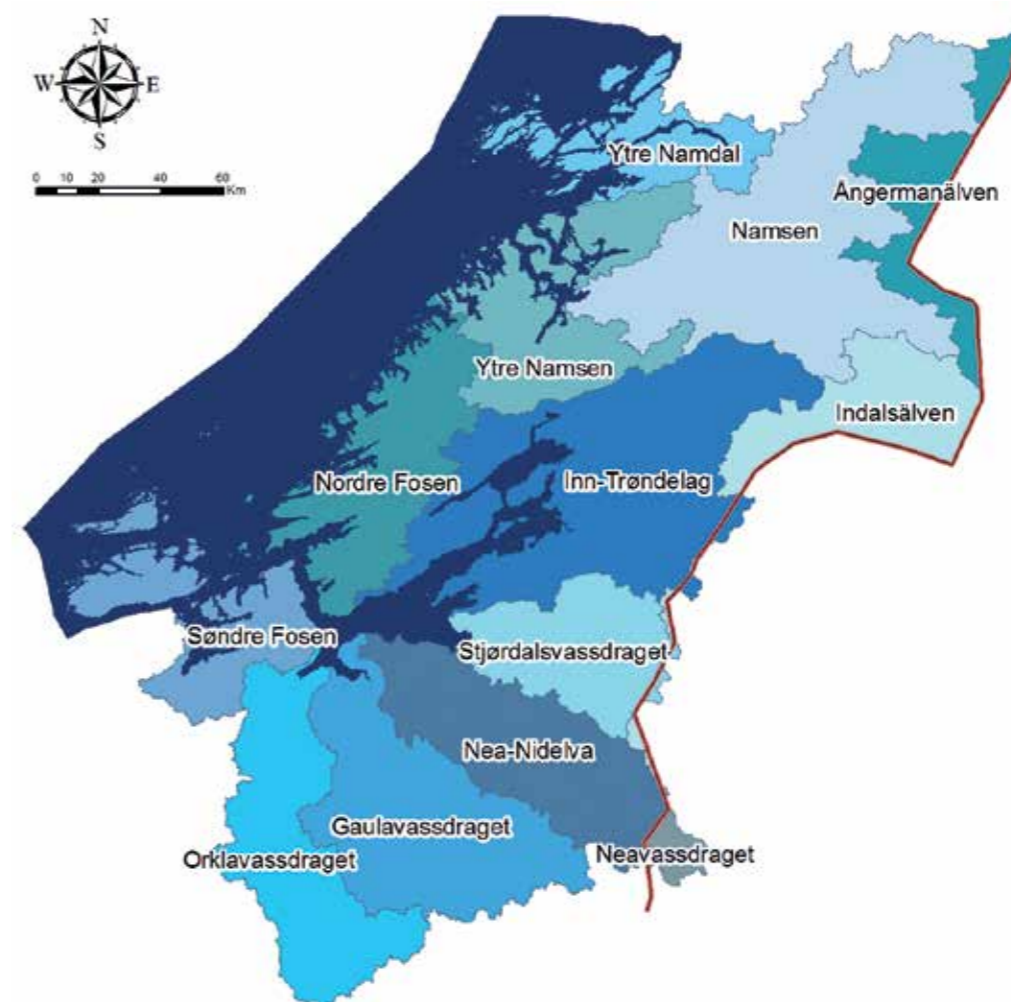 N
W E
S
0 10 20 40 60
Km
Ytre Namdal
Ångermanälven
Namsen
Ytre Namsen
Indalsälven
Nordre Fosen
Inn-Trøndelag
Søndre Fosen
Stjørdalsvassdraget
Nea-Nidelva
Gaulavassdraget
Orklavassdraget
Neavassdraget